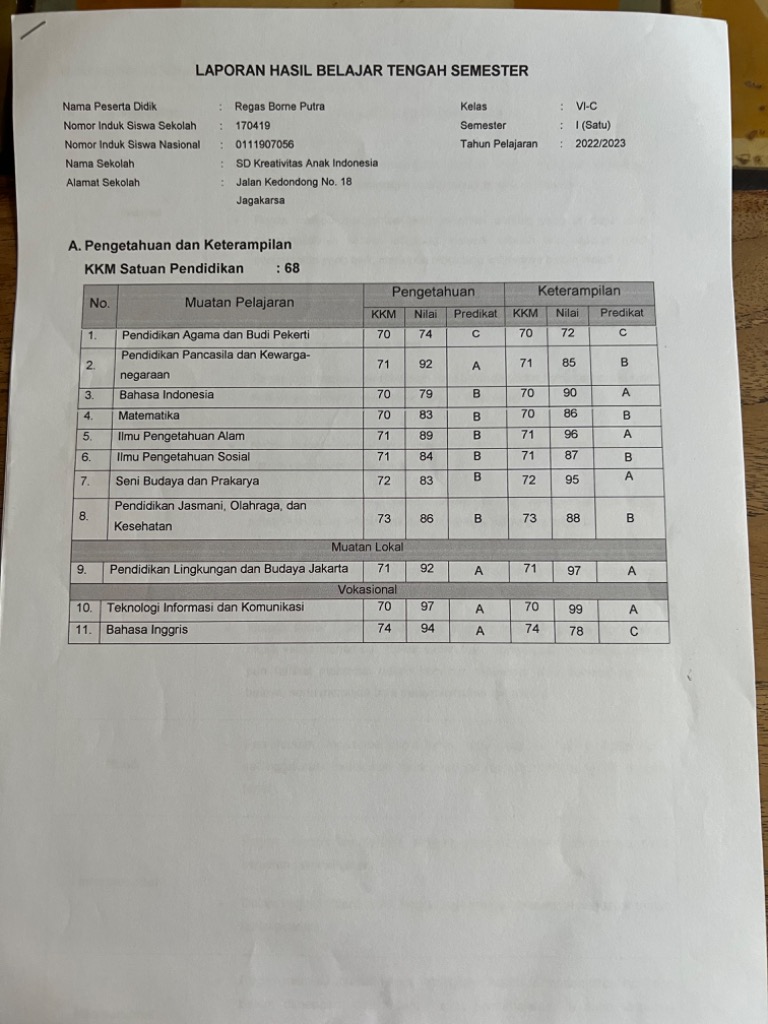 LAPORAN HASIL BELAJAR TENGAH SEMESTER
Nama Peserta Didik : Regas Borne Putra Kelas : VI-C
Nomor Induk Siswa Sekolah : 170419 Semester : I (Satu)
Nomor Induk Siswa Nasional : 0111907056 Tahun Pelajaran : 2022/2023
Nama Sekolah : SD Kreativitas Anak Indonesia
Alamat Sekolah : Jalan Kedondong No. 18
Jagakarsa
A. Pengetahuan dan Keterampilan
KKM Satuan Pendidikan : 68
No. Muatan Pelajaran Pengetahuan Keterampilan
KKM Nilai Predikat KKM Nilai Predikat
1. Pendidikan Agama dan Budi Pekerti 70 74 C 70 72 C
2. Pendidikan Pancasila dan Kewarga-
negaraan 71 92 A 71 85 B
3. Bahasa Indonesia 70 79 B 70 90 A
4. Matematika 70 83 B 70 86 B
5. Ilmu Pengetahuan Alam 71 89 B 71 96 A
6. Ilmu Pengetahuan Sosial 71 84 B 71 87 B
7. Seni Budaya dan Prakarya 72 83 B 72 95 A
8. Pendidikan Jasmani, Olahraga, dan
Kesehatan 73 86 B 73 88 B
Muatan Lokal
9. Pendidikan Lingkungan dan Budaya Jakarta 71 92 A 71 97 A
Vokasional
10. Teknologi Informasi dan Komunikasi 70 97 A 70 99 A
11. Bahasa Inggris 74 94 A 74 78 C